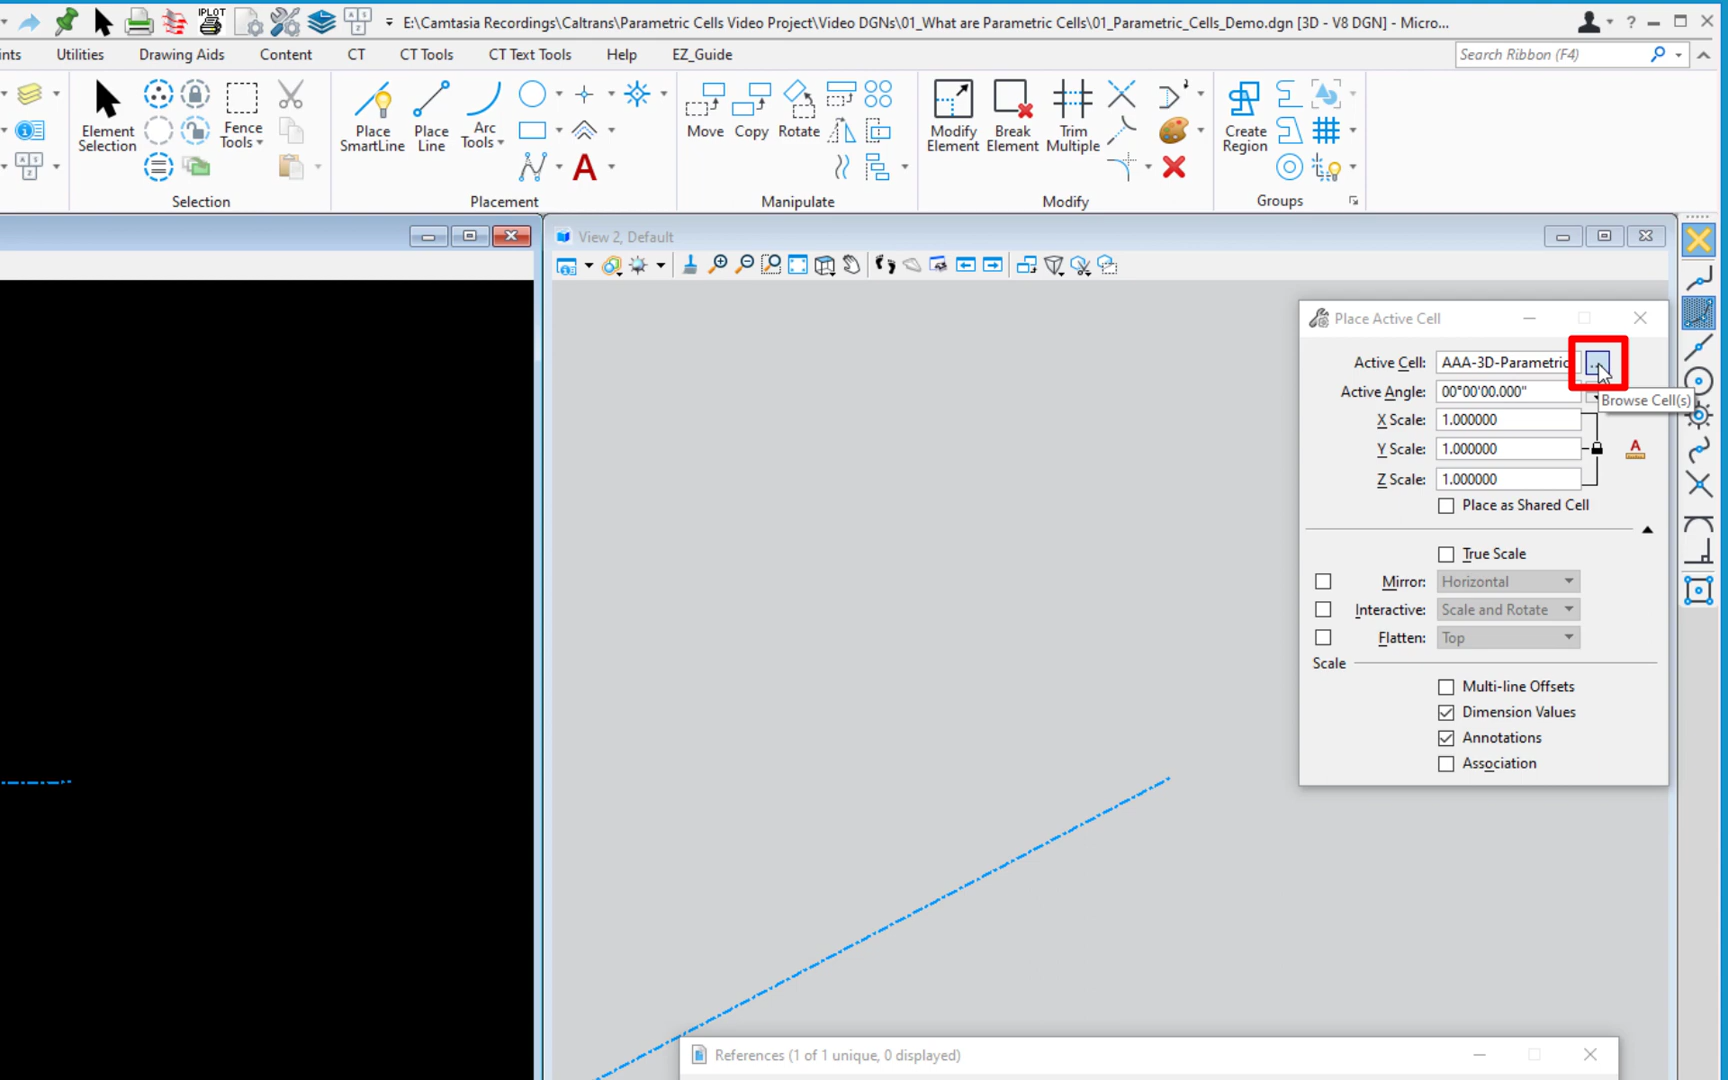 IPLOT
E:\Camtasia Recordings\Caltrans\Parametric Cells Video Project\Video DGNs\01_What are Parametric Cells\01_Parametric_Cells_Demo.dgn [3D - V8 DGN] - Micro...
?
nts Utilities Drawing Aids Content CT CT Tools CT Text Tools Help EZ_Guide
Search Ribbon (F4)
Element
Selection
Fence
Tools
Place
SmartLine
Place
Line
Arc
Tools
A
Move Copy Rotate
Modify
Element
Break
Element
Trim
Multiple
Create
Region
Selection Placement Manipulate Modify Groups
View 2, Default
Place Active Cell
Active Cell: AAA-3D-Parametric
Active Angle: 00°00'00.000"
Browse Cell(s)
X Scale: 1.000000
Y Scale: 1.000000
A
Z Scale: 1.000000
Place as Shared Cell
True Scale
Mirror: Horizontal
Interactive: Scale and Rotate
Flatten: Top
Scale
Multi-line Offsets
Dimension Values
Annotations
Association
References (1 of 1 unique, 0 displayed)